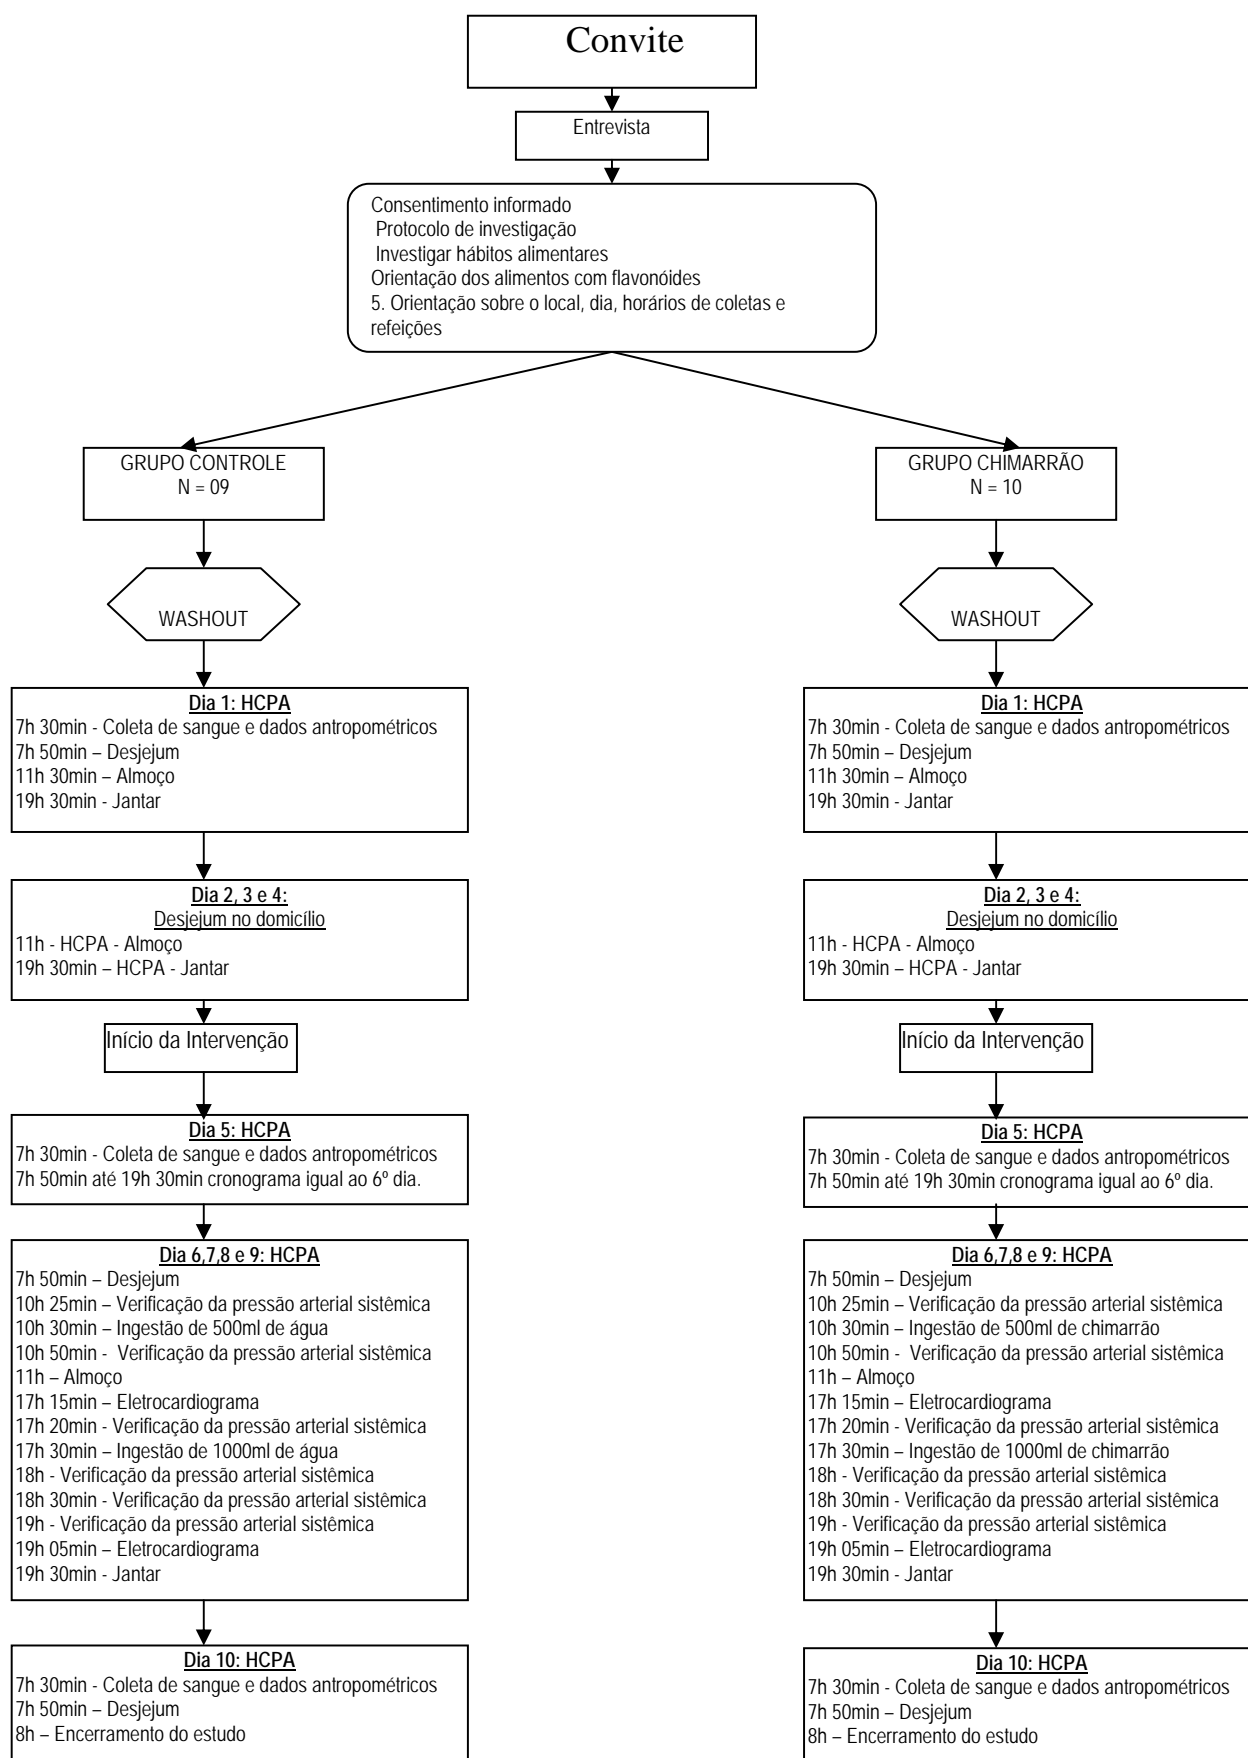 Convite
Entrevista
Consentimento informado
Protocolo de investigação
Investigar hábitos alimentares
Orientação dos alimentos com flavonóides
5. Orientação sobre o local, dia, horários de coletas e
refeições
GRUPO CONTROLE
N = 09
WASHOUT
Dia 1: HCPA
7h 30min - Coleta de sangue e dados antropométricos
7h 50min – Desjejum
11h 30min – Almoço
19h 30min - Jantar
Dia 2, 3 e 4:
Desjejum no domicílio
11h - HCPA - Almoço
19h 30min – HCPA - Jantar
Início da Intervenção
Dia 5: HCPA
7h 30min - Coleta de sangue e dados antropométricos
7h 50min até 19h 30min cronograma igual ao 6º dia.
Dia 6,7,8 e 9: HCPA
7h 50min – Desjejum
10h 25min – Verificação da pressão arterial sistêmica
10h 30min – Ingestão de 500ml de água
10h 50min - Verificação da pressão arterial sistêmica
11h – Almoço
17h 15min – Eletrocardiograma
17h 20min - Verificação da pressão arterial sistêmica
17h 30min – Ingestão de 1000ml de água
18h - Verificação da pressão arterial sistêmica
18h 30min - Verificação da pressão arterial sistêmica
19h - Verificação da pressão arterial sistêmica
19h 05min – Eletrocardiograma
19h 30min - Jantar
Dia 10: HCPA
7h 30min - Coleta de sangue e dados antropométricos
7h 50min – Desjejum
8h – Encerramento do estudo
GRUPO CHIMARRÃO
N = 10
WASHOUT
Dia 1: HCPA
7h 30min - Coleta de sangue e dados antropométricos
7h 50min – Desjejum
11h 30min – Almoço
19h 30min - Jantar
Dia 2, 3 e 4:
Desjejum no domicílio
11h - HCPA - Almoço
19h 30min – HCPA - Jantar
Início da Intervenção
Dia 5: HCPA
7h 30min - Coleta de sangue e dados antropométricos
7h 50min até 19h 30min cronograma igual ao 6º dia.
Dia 6,7,8 e 9: HCPA
7h 50min – Desjejum
10h 25min – Verificação da pressão arterial sistêmica
10h 30min – Ingestão de 500ml de chimarrão
10h 50min - Verificação da pressão arterial sistêmica
11h – Almoço
17h 15min – Eletrocardiograma
17h 20min - Verificação da pressão arterial sistêmica
17h 30min – Ingestão de 1000ml de chimarrão
18h - Verificação da pressão arterial sistêmica
18h 30min - Verificação da pressão arterial sistêmica
19h - Verificação da pressão arterial sistêmica
19h 05min – Eletrocardiograma
19h 30min - Jantar
Dia 10: HCPA
7h 30min - Coleta de sangue e dados antropométricos
7h 50min – Desjejum
8h – Encerramento do estudo